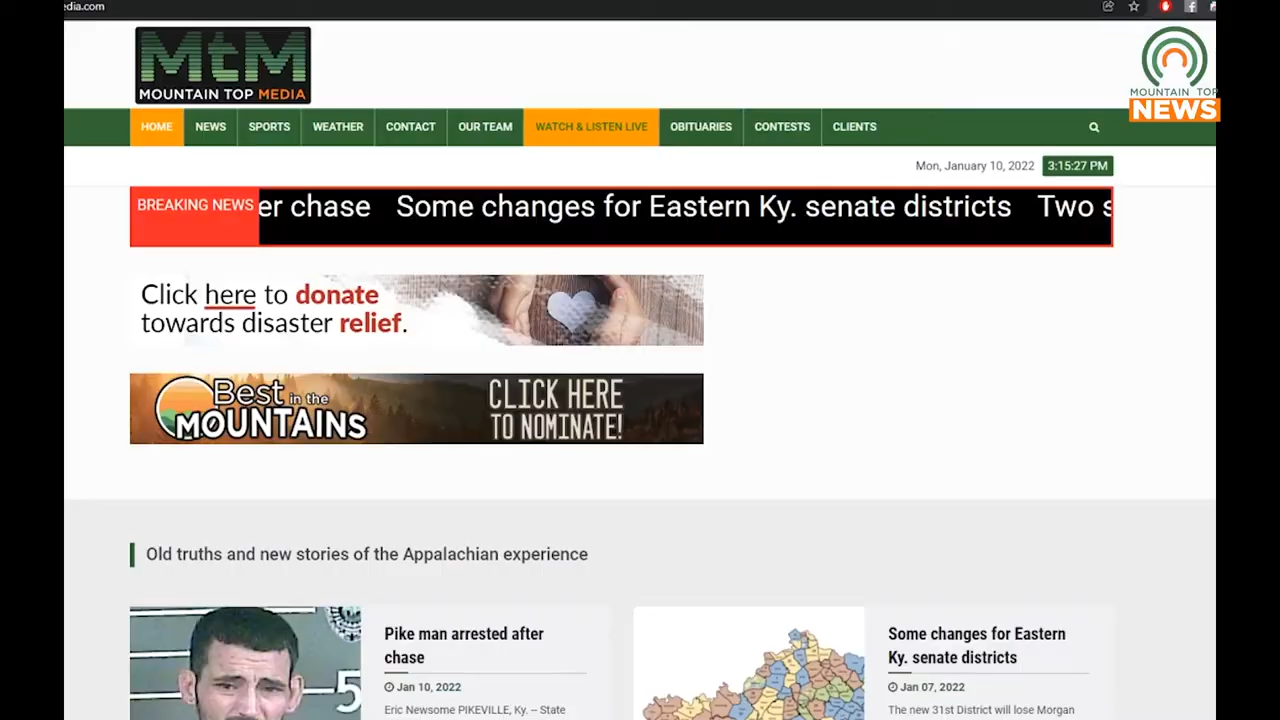 edia.com
MtM
MOUNTAIN TOP MEDIA
MOUNTAIN TOP
NEWS
HOME NEWS SPORTS WEATHER CONTACT OUR TEAM WATCH & LISTEN LIVE OBITUARIES CONTESTS CLIENTS
Mon, January 10, 2022 3:15:27 PM
BREAKING NEWS er chase Some changes for Eastern Ky. senate districts Two s
Click here to donate
towards disaster relief.
Best in the
MOUNTAINS
CLICK HERE
TO NOMINATE!
Old truths and new stories of the Appalachian experience
5
Pike man arrested after
chase
Jan 10, 2022
Eric Newsome PIKEVILLE, Ky. – State
Some changes for Eastern
Ky. senate districts
Jan 07, 2022
The new 31st District will lose Morgan